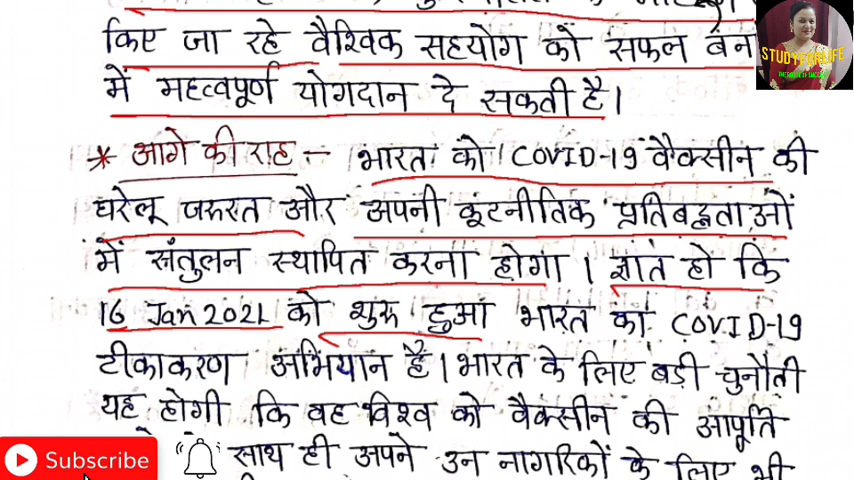 किए जा रहे वैश्विक सहयोग को सफल बना
में महत्वपूर्ण योगदान दे सकती है।
* आगे की राह – भारत को COVID-19 वैक्सीन की
घरेलू जरुरत और अपनी कूटनीतिक प्रतिबद्धताओं
में संतुलन स्थापित करना होगा। ज्ञात हो कि
16 Jan 2021 को शुरू हुआ भारत का COVID-19
टीकाकरण अभियान है। भारत के लिए बड़ी चुनौती
यह होगी कि वह विश्व को वैक्सीन की आपूर्ति
साथ ही अपने उन नागरिकों के लिए भी
STUDYFORLIFE
Subscribe